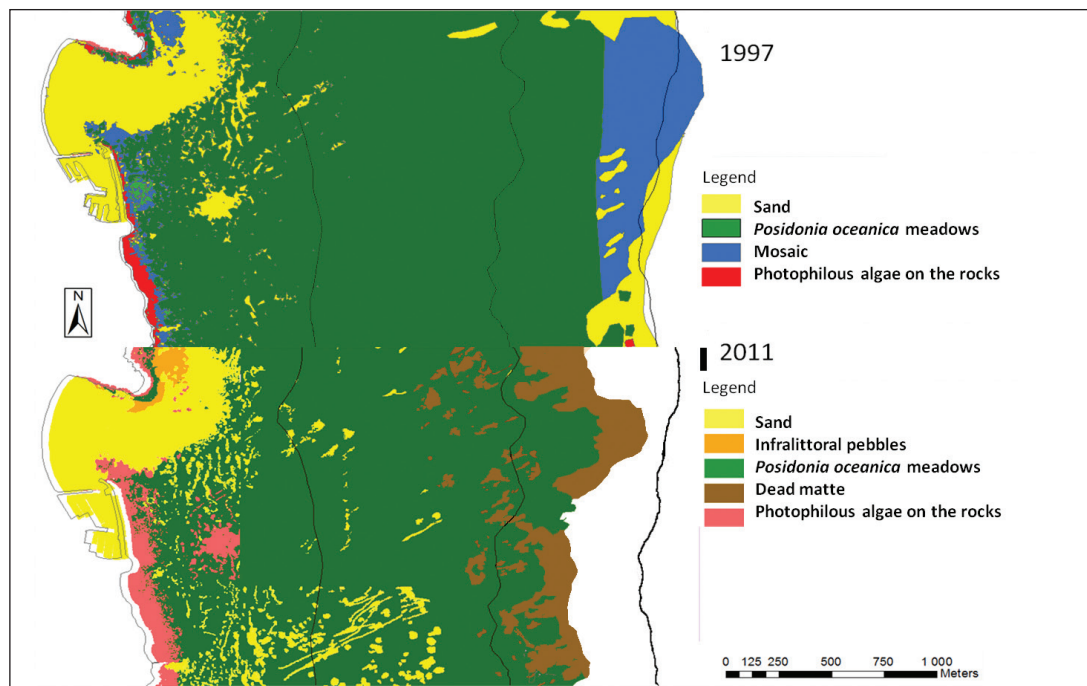 1997
Legend
Sand
Posidonia oceanica meadows
Mosaic
Photophilous algae on the rocks
N
2011
Legend
Sand
Infralittoral pebbles
Posidonia oceanica meadows
Dead matte
Photophilous algae on the rocks
0 125 250 500 750 1 000
Meters